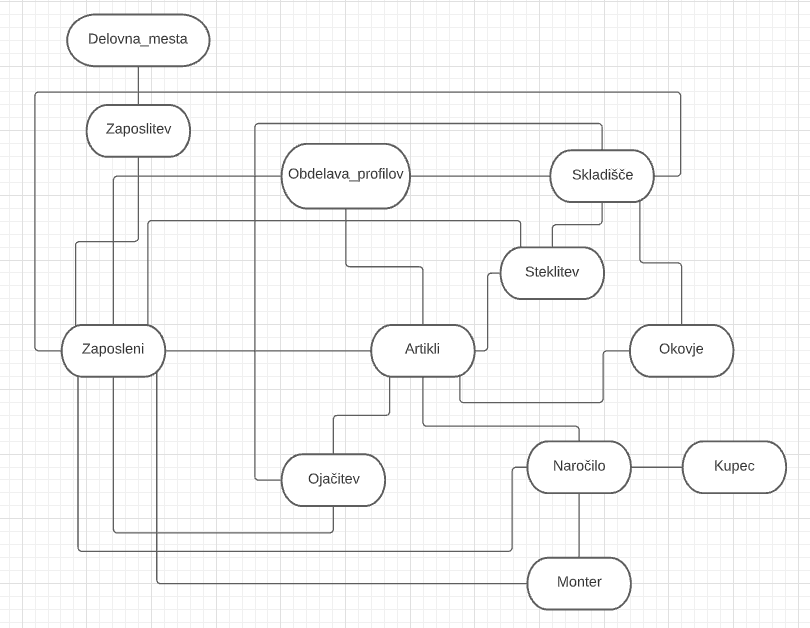 Delovna_mesta
Zaposlitev
Obdelava_profilov
Skladišče
Steklitev
Zaposleni
Artikli
Okovje
Naročilo
Kupec
Ojačitev
Monter